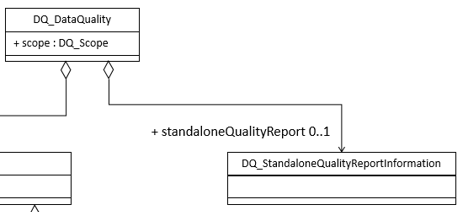 DQ_DataQuality
+ scope : DQ_Scope
+ standaloneQualityReport 0..1
DQ_StandaloneQualityReportInformation